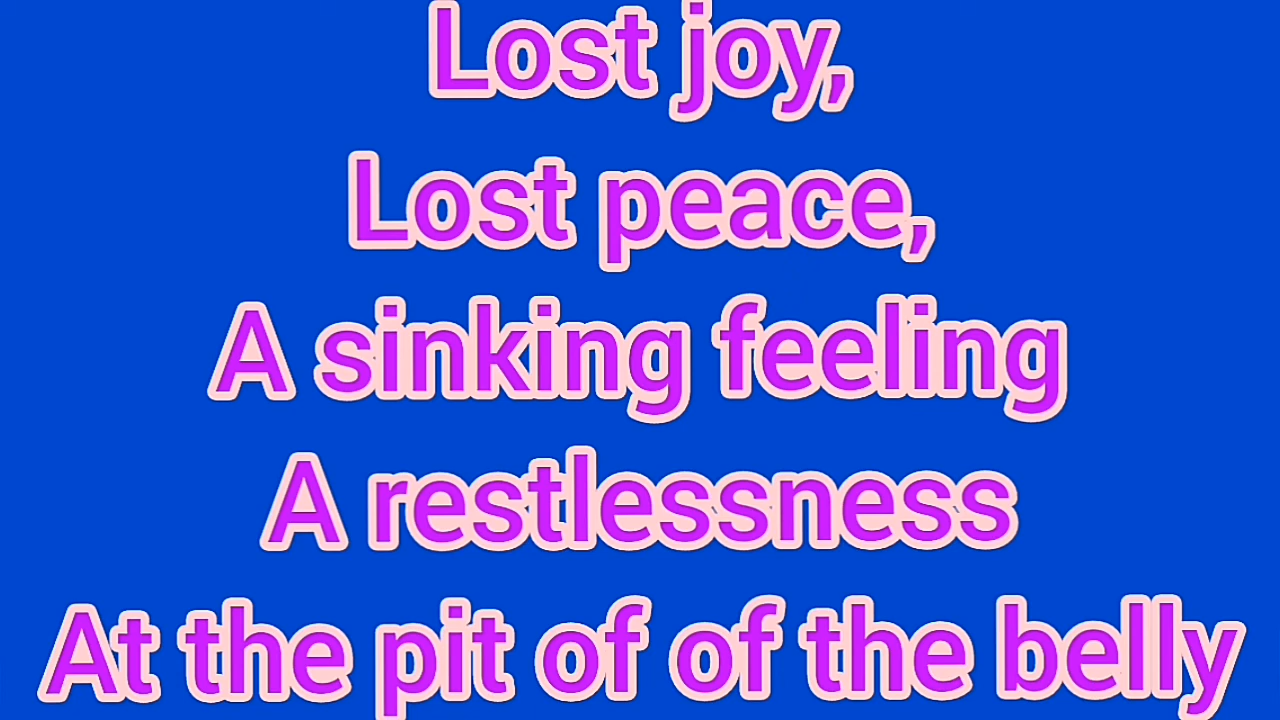 Lost joy,
Lost peace,
A sinking feeling
A restlessness
At the pit of of the belly